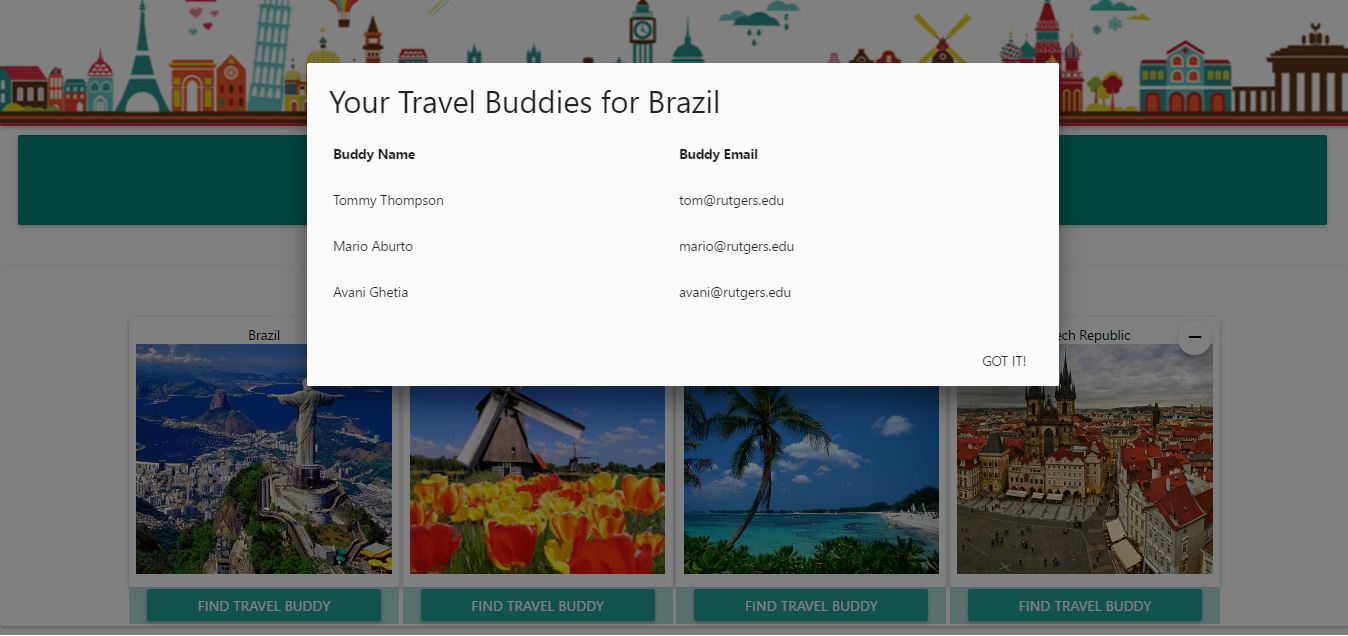 Your Travel Buddies for Brazil
Buddy Name Buddy Email
Tommy Thompson tom@rutgers.edu
Mario Aburto mario@rutgers.edu
Avani Ghetia avani@rutgers.edu
GOT IT!
Brazil
ech Republic
FIND TRAVEL BUDDY FIND TRAVEL BUDDY FIND TRAVEL BUDDY FIND TRAVEL BUDDY